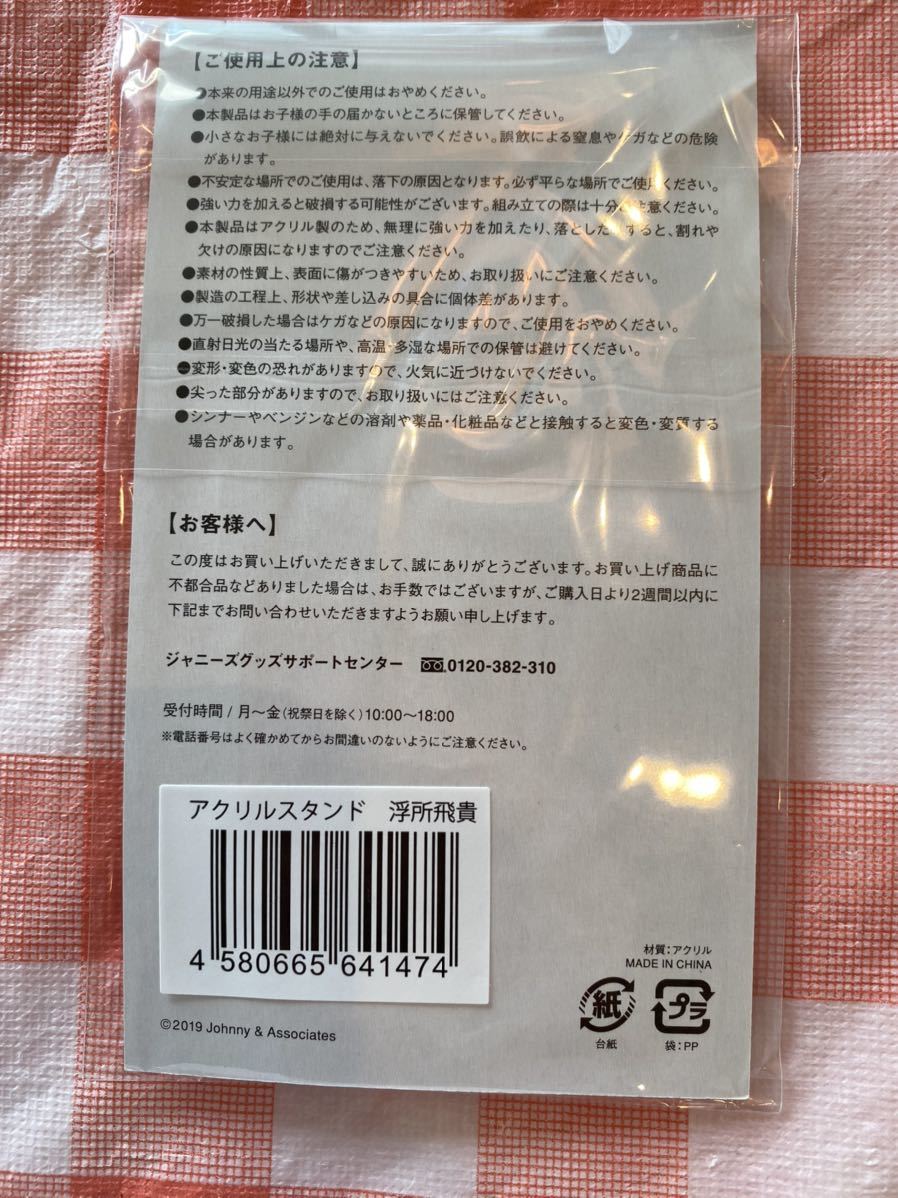 【ご使用上の注意】
●本来の用途以外でのご使用はおやめください。
●本製品はお子様の手の届かないところに保管してください。
●小さなお子様には絶対に与えないでください。誤飲による窒息やケガなどの危険
があります。
●不安定な場所でのご使用は、落下の原因となります。必ず平らな場所でご使用ください。
●強い力を加えると破損する可能性がございます。組み立ての際は十分ご注意ください。
●本製品はアクリル製のため、無理に強い力を加えたり、落としたりすると、割れや
欠けの原因になりますのでご注意ください。
●素材の性質上、表面に傷がつきやすいため、お取り扱いにご注意ください。
●製造の工程上、形状や差し込みの具合に個体差があります。
●万一破損した場合はケガなどの原因になりますので、ご使用をおやめください。
●直射日光の当たる場所や、高温・多湿な場所での保管は避けてください。
●変形・変色の恐れがありますので、火気に近づけないでください。
●尖った部分がありますので、お取り扱いにはご注意ください。
●シンナーやベンジンなどの溶剤や薬品・化粧品などと接触すると変色・変質する
場合があります。
【お客様へ】
この度はお買い上げいただきまして、誠にありがとうございます。お買い上げ商品に
不都合品などありました場合は、お手数ではございますが、ご購入日より2週間以内に
下記までお問い合わせいただきますようお願い申し上げます。
ジャニーズグッズサポートセンター 0120-382-310
受付時間 / 月〜金(祝祭日を除く)10:00〜18:00
※電話番号はよく確かめてからお間違いのないようにご注意ください。
アクリルスタンド 浮所飛貴
4 580665 641474
材質:アクリル
MADE IN CHINA
紙
プラ
台紙
袋:PP
©2019 Johnny & Associates